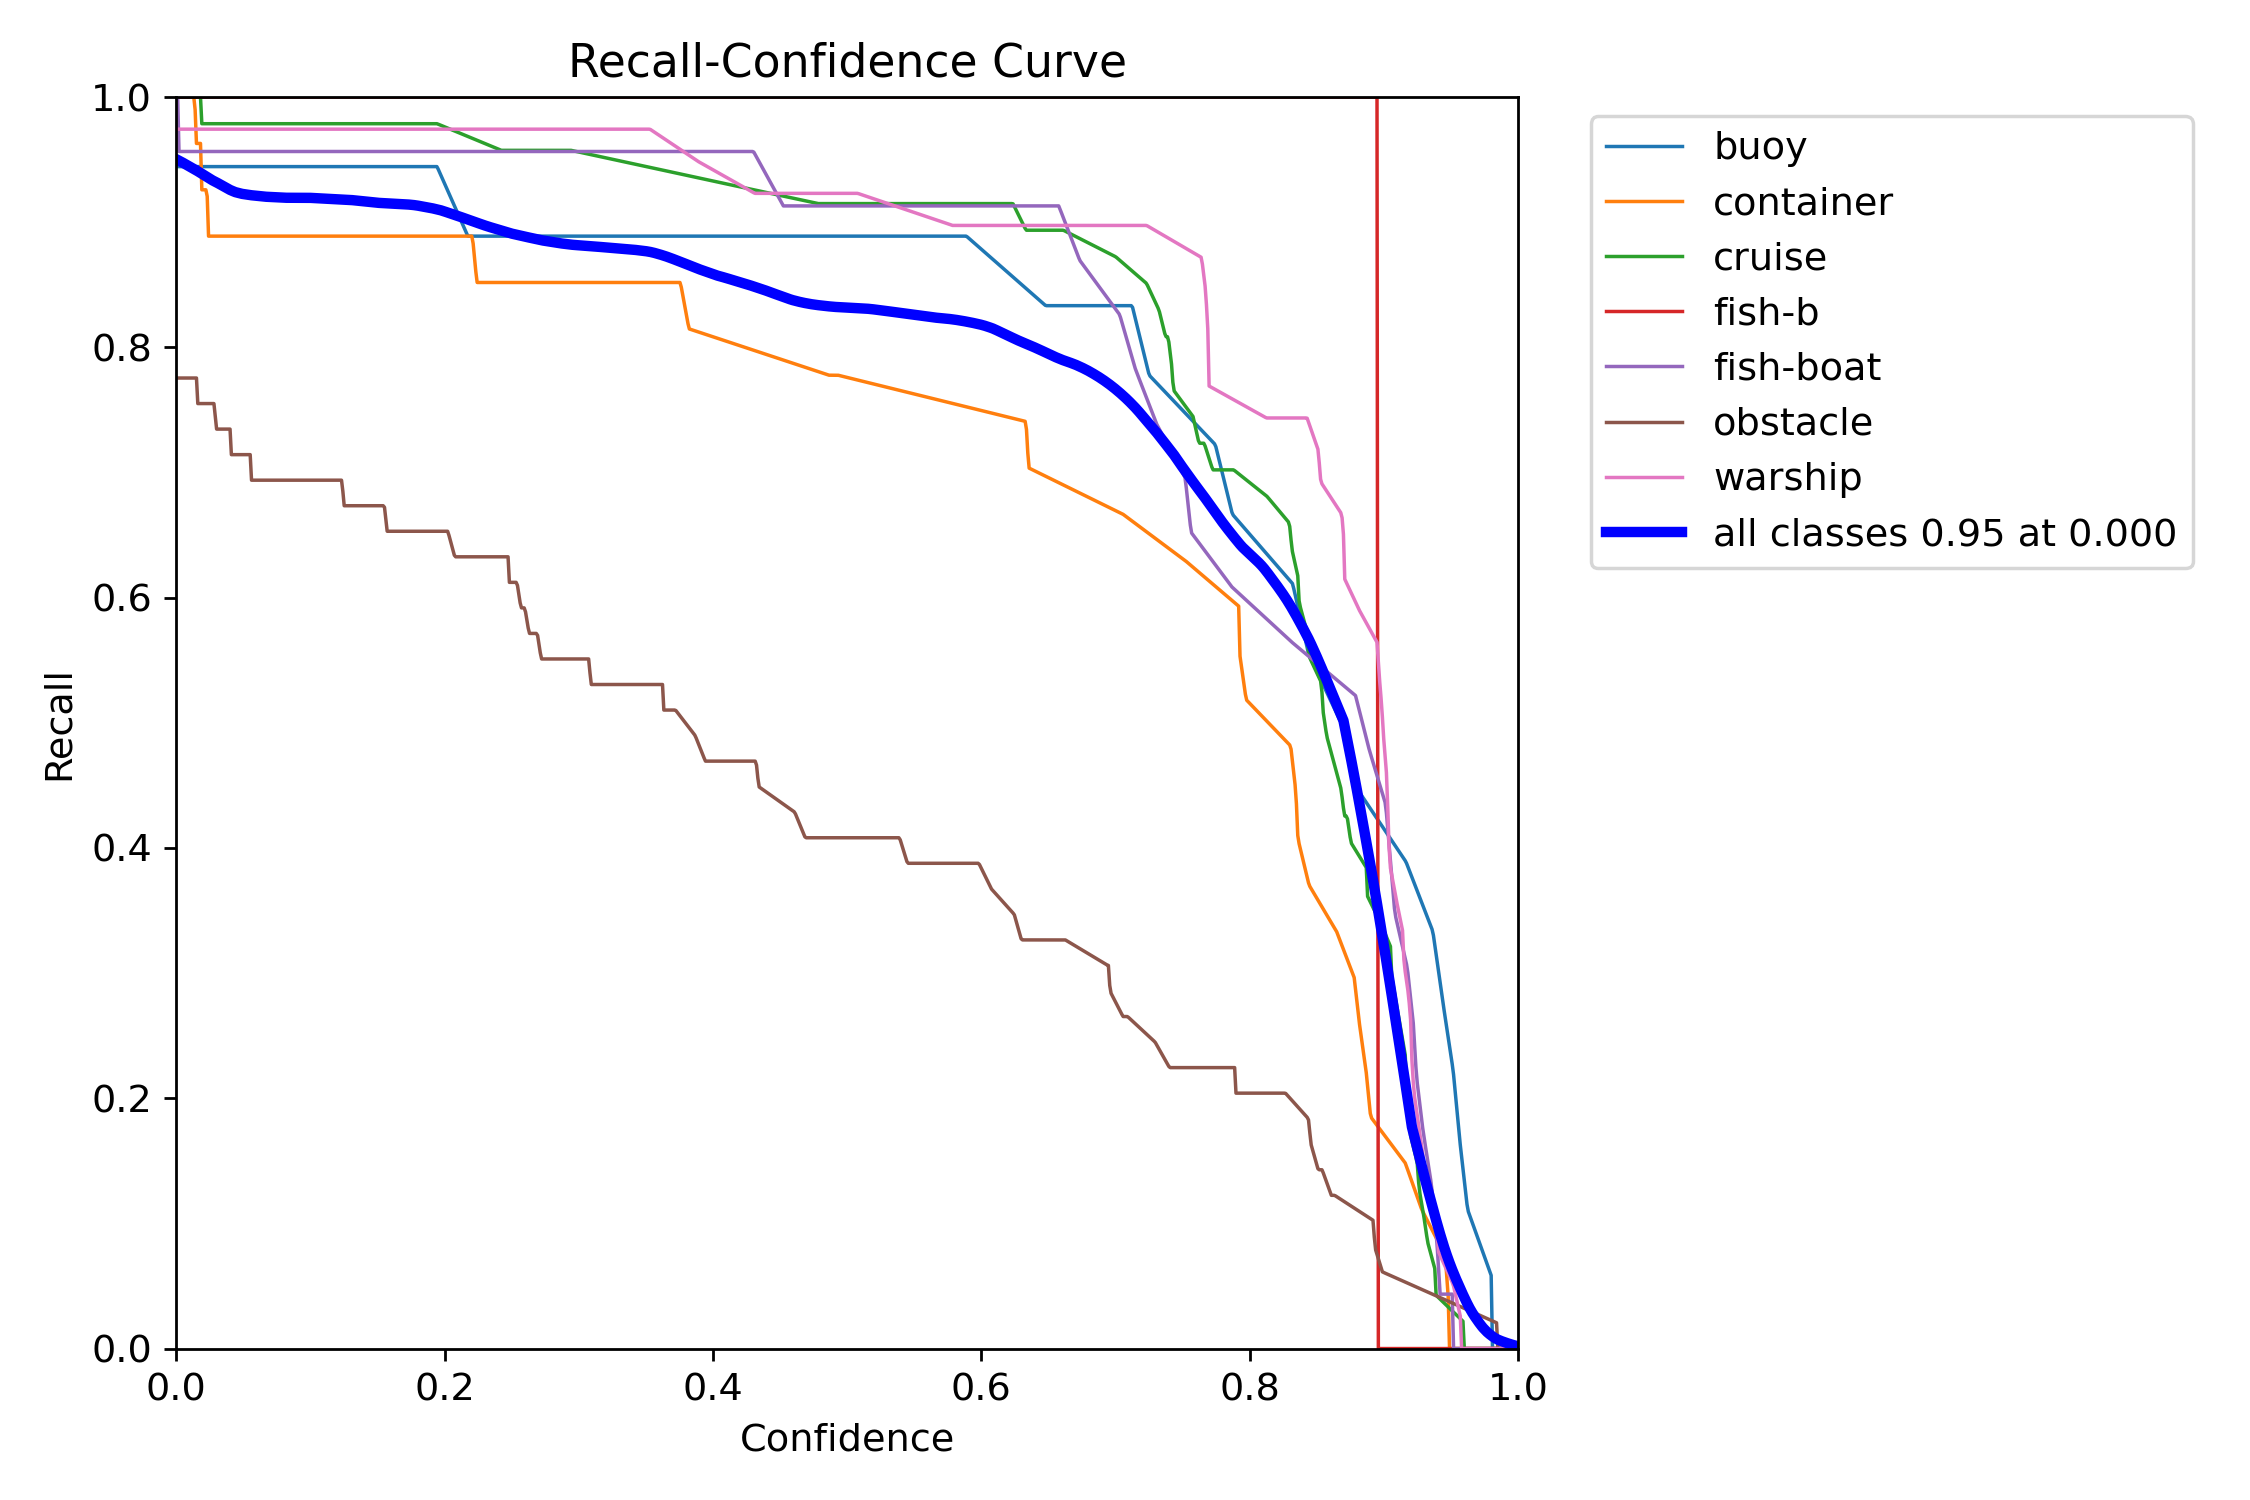 Recall-Confidence Curve
1.0
0.8
0.6
0.4
0.2
0.0
Recall
0.0 0.2 0.4 0.6 0.8 1.0
Confidence
buoy
container
cruise
fish-b
fish-boat
obstacle
warship
all classes 0.95 at 0.000